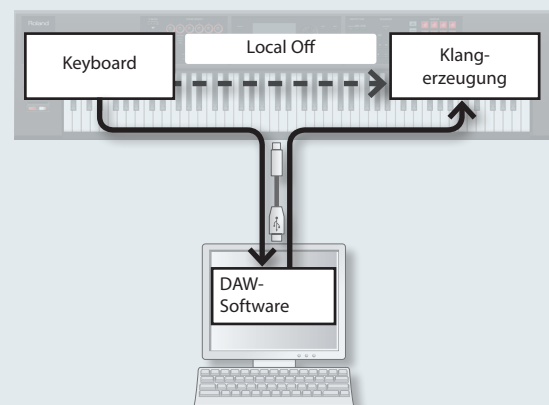 Roland
Keyboard
Local Off
Klang-
erzeugung
DAW-
Software